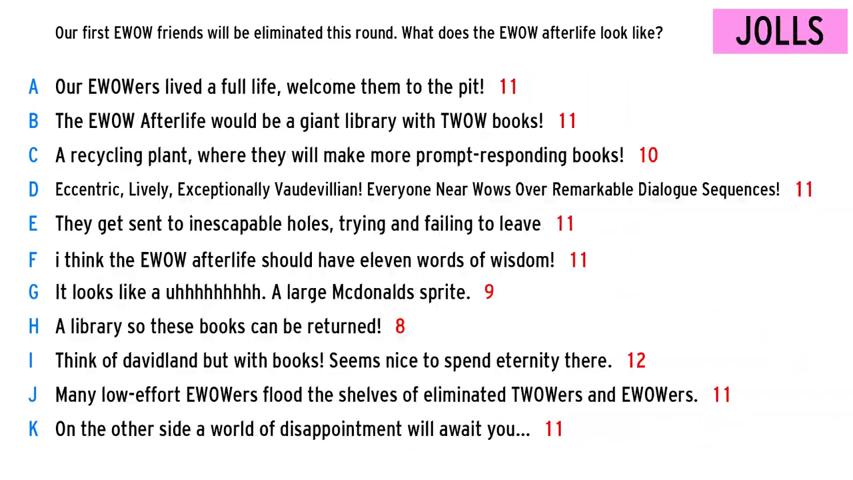 Our first EWOW friends will be eliminated this round. What does the EWOW afterlife look like?
JOLLS
A Our EWOWers lived a full life, welcome them to the pit! 11
B The EWOW Afterlife would be a giant library with TWOW books! 11
C A recycling plant, where they will make more prompt-responding books! 10
D Eccentric, Lively, Exceptionally Vaudevillian! Everyone Near Wows Over Remarkable Dialogue Sequences! 11
E They get sent to inescapable holes, trying and failing to leave 11
F i think the EWOW afterlife should have eleven words of wisdom! 11
G It looks like a uhhhhhhhhh. A large Mcdonalds sprite. 9
H A library so these books can be returned! 8
I Think of davidland but with books! Seems nice to spend eternity there. 12
J Many low-effort EWOWers flood the shelves of eliminated TWOWers and EWOWers. 11
K On the other side a world of disappointment will await you... 11